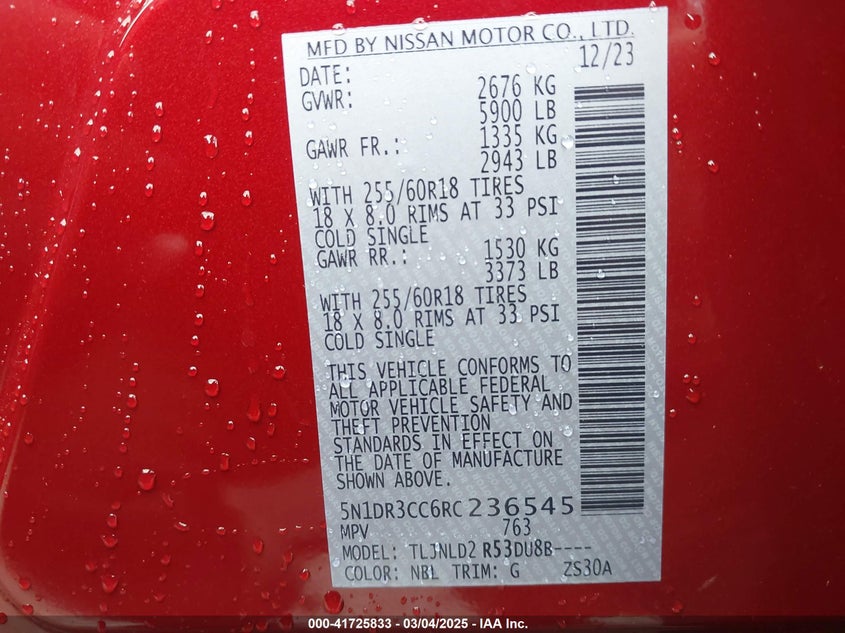 MFD BY NISSAN MOTOR CO., LTD.
DATE: 12/23
GVWR: 2676 KG
5900 LB
GAWR FR.: 1335 KG
2943 LB
WITH 255/60R18 TIRES
18 X 8.0 RIMS AT 33 PSI
COLD SINGLE
GAWR RR.: 1530 KG
3373 LB
WITH 255/60R18 TIRES
18 X 8.0 RIMS AT 33 PSI
COLD SINGLE
THIS VEHICLE CONFORMS TO
ALL APPLICABLE FEDERAL
MOTOR VEHICLE SAFETY AND
THEFT PREVENTION
STANDARDS IN EFFECT ON
THE DATE OF MANUFACTURE
SHOWN ABOVE.
5N1DR3CC6RC236545
MPV 763
MODEL: TLJNLD2 R53DU8B----
COLOR: NBL TRIM: G ZS30A
000-41725833 - 03/04/2025 - IAA Inc.